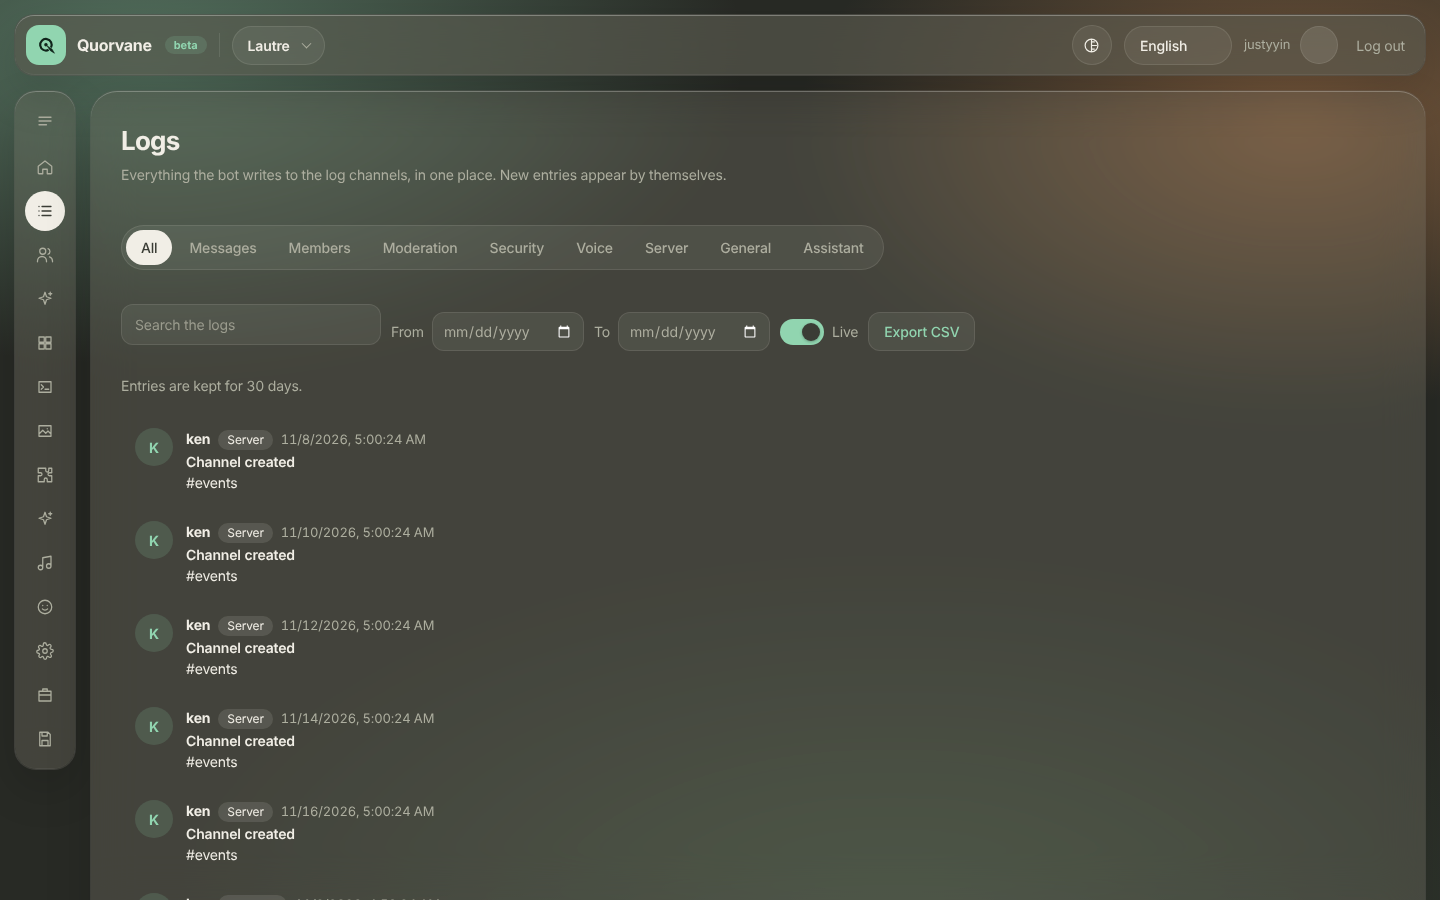 Quorvane beta Lautre English justyyin Log out
Logs
Everything the bot writes to the log channels, in one place. New entries appear by themselves.
All Messages Members Moderation Security Voice Server General Assistant
Search the logs From mm/dd/yyyy To mm/dd/yyyy Live Export CSV
Entries are kept for 30 days.
K ken Server 11/8/2026, 5:00:24 AM
Channel created
#events
K ken Server 11/10/2026, 5:00:24 AM
Channel created
#events
K ken Server 11/12/2026, 5:00:24 AM
Channel created
#events
K ken Server 11/14/2026, 5:00:24 AM
Channel created
#events
K ken Server 11/16/2026, 5:00:24 AM
Channel created
#events